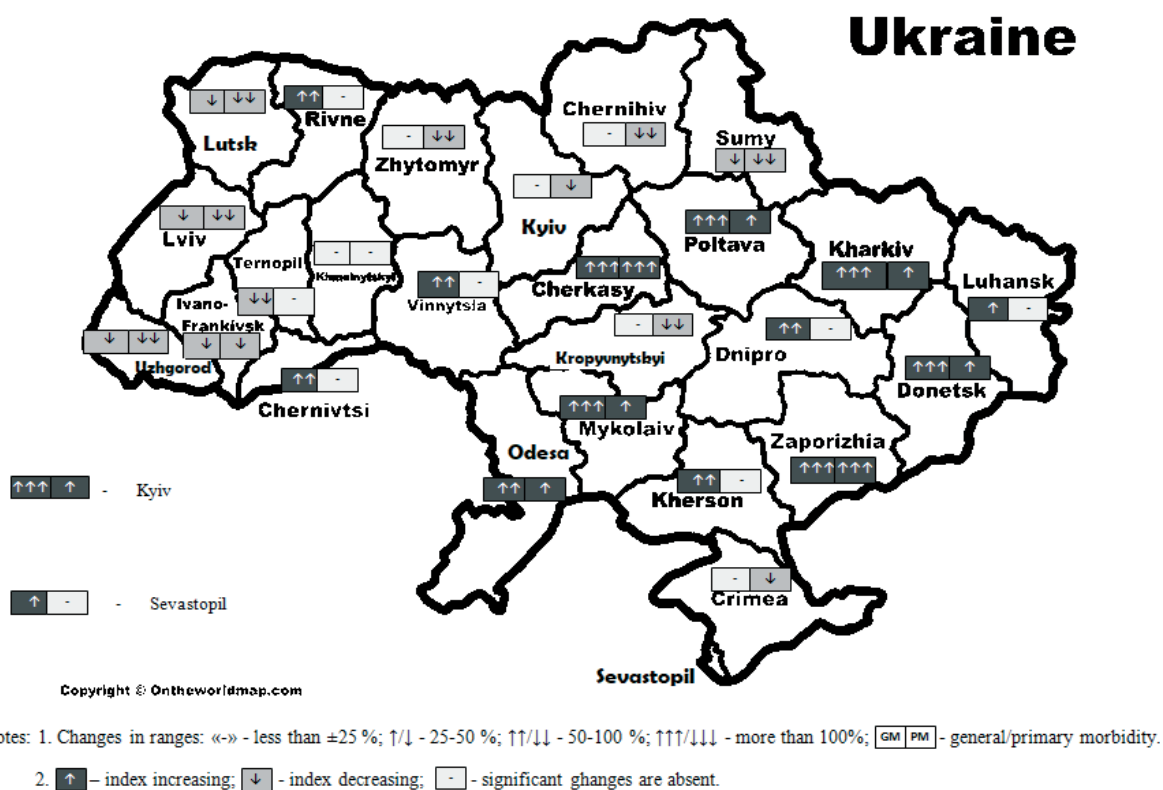 Ukraine
↓ ↓↓
Lutsk
↑↑ -
Rivne
- ↓↓
Zhytomyr
Chernihiv
- ↓↓
Sumy
↓ ↓↓
- ↓
Kyiv
↓ ↓↓
Lviv
Ternopil
↓↓ -
- -
Khmelnytskyi
↑↑ -
Vinnytsia
↑↑↑ ↑↑↑
Cherkasy
↑↑↑ ↑
Poltava
Kharkiv
↑↑↑ ↑
Luhansk
↑ -
Ivano-
Frankivsk
↓ ↓
↓ ↓↓
Uzhgorod
↑↑ -
Chernivtsi
- ↓↓
Kropyvnytskyi
↑↑ -
Dnipro
↑↑↑ ↑
Donetsk
↑↑↑ ↑
Mykolaiv
Odesa
↑↑ ↑
Zaporizhia
↑↑↑ ↑↑↑
↑↑ -
Kherson
- ↓
Crimea
Sevastopil
↑↑↑ ↑ - Kyiv
↑ - - Sevastopil
Copyright © Ontheworldmap.com
otes: 1. Changes in ranges: «-» - less than ±25 %; ↑/↓ - 25-50 %; ↑↑/↓↓ - 50-100 %; ↑↑↑/↓↓↓ - more than 100%; GM PM - general/primary morbidity.
2. ↑ – index increasing; ↓ - index decreasing; - - significant ghanges are absent.